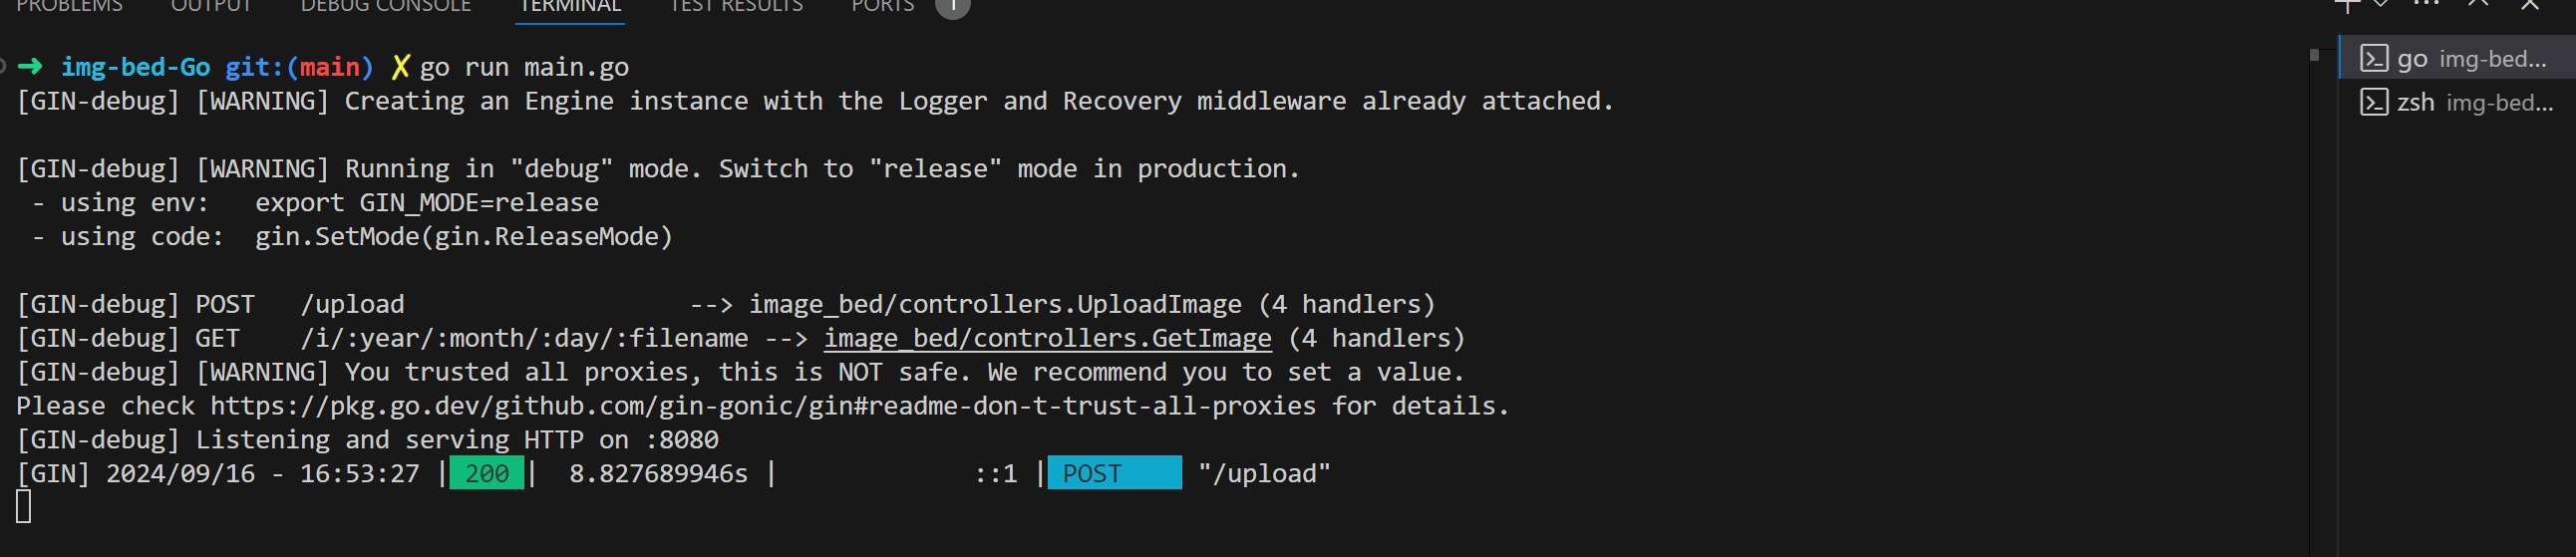 PROBLEMS OUTPUT DEBUG CONSOLE TERMINAL TEST RESULTS PORTS 1
➜ img-bed-Go git:(main) ✗ go run main.go
[GIN-debug] [WARNING] Creating an Engine instance with the Logger and Recovery middleware already attached.
[GIN-debug] [WARNING] Running in "debug" mode. Switch to "release" mode in production.
 - using env:   export GIN_MODE=release
 - using code:  gin.SetMode(gin.ReleaseMode)
[GIN-debug] POST   /upload                   --> image_bed/controllers.UploadImage (4 handlers)
[GIN-debug] GET    /i/:year/:month/:day/:filename --> image_bed/controllers.GetImage (4 handlers)
[GIN-debug] [WARNING] You trusted all proxies, this is NOT safe. We recommend you to set a value.
Please check https://pkg.go.dev/github.com/gin-gonic/gin#readme-don-t-trust-all-proxies for details.
[GIN-debug] Listening and serving HTTP on :8080
[GIN] 2024/09/16 - 16:53:27 | 200 |  8.827689946s |             ::1 | POST     "/upload"
go img-bed...
zsh img-bed...